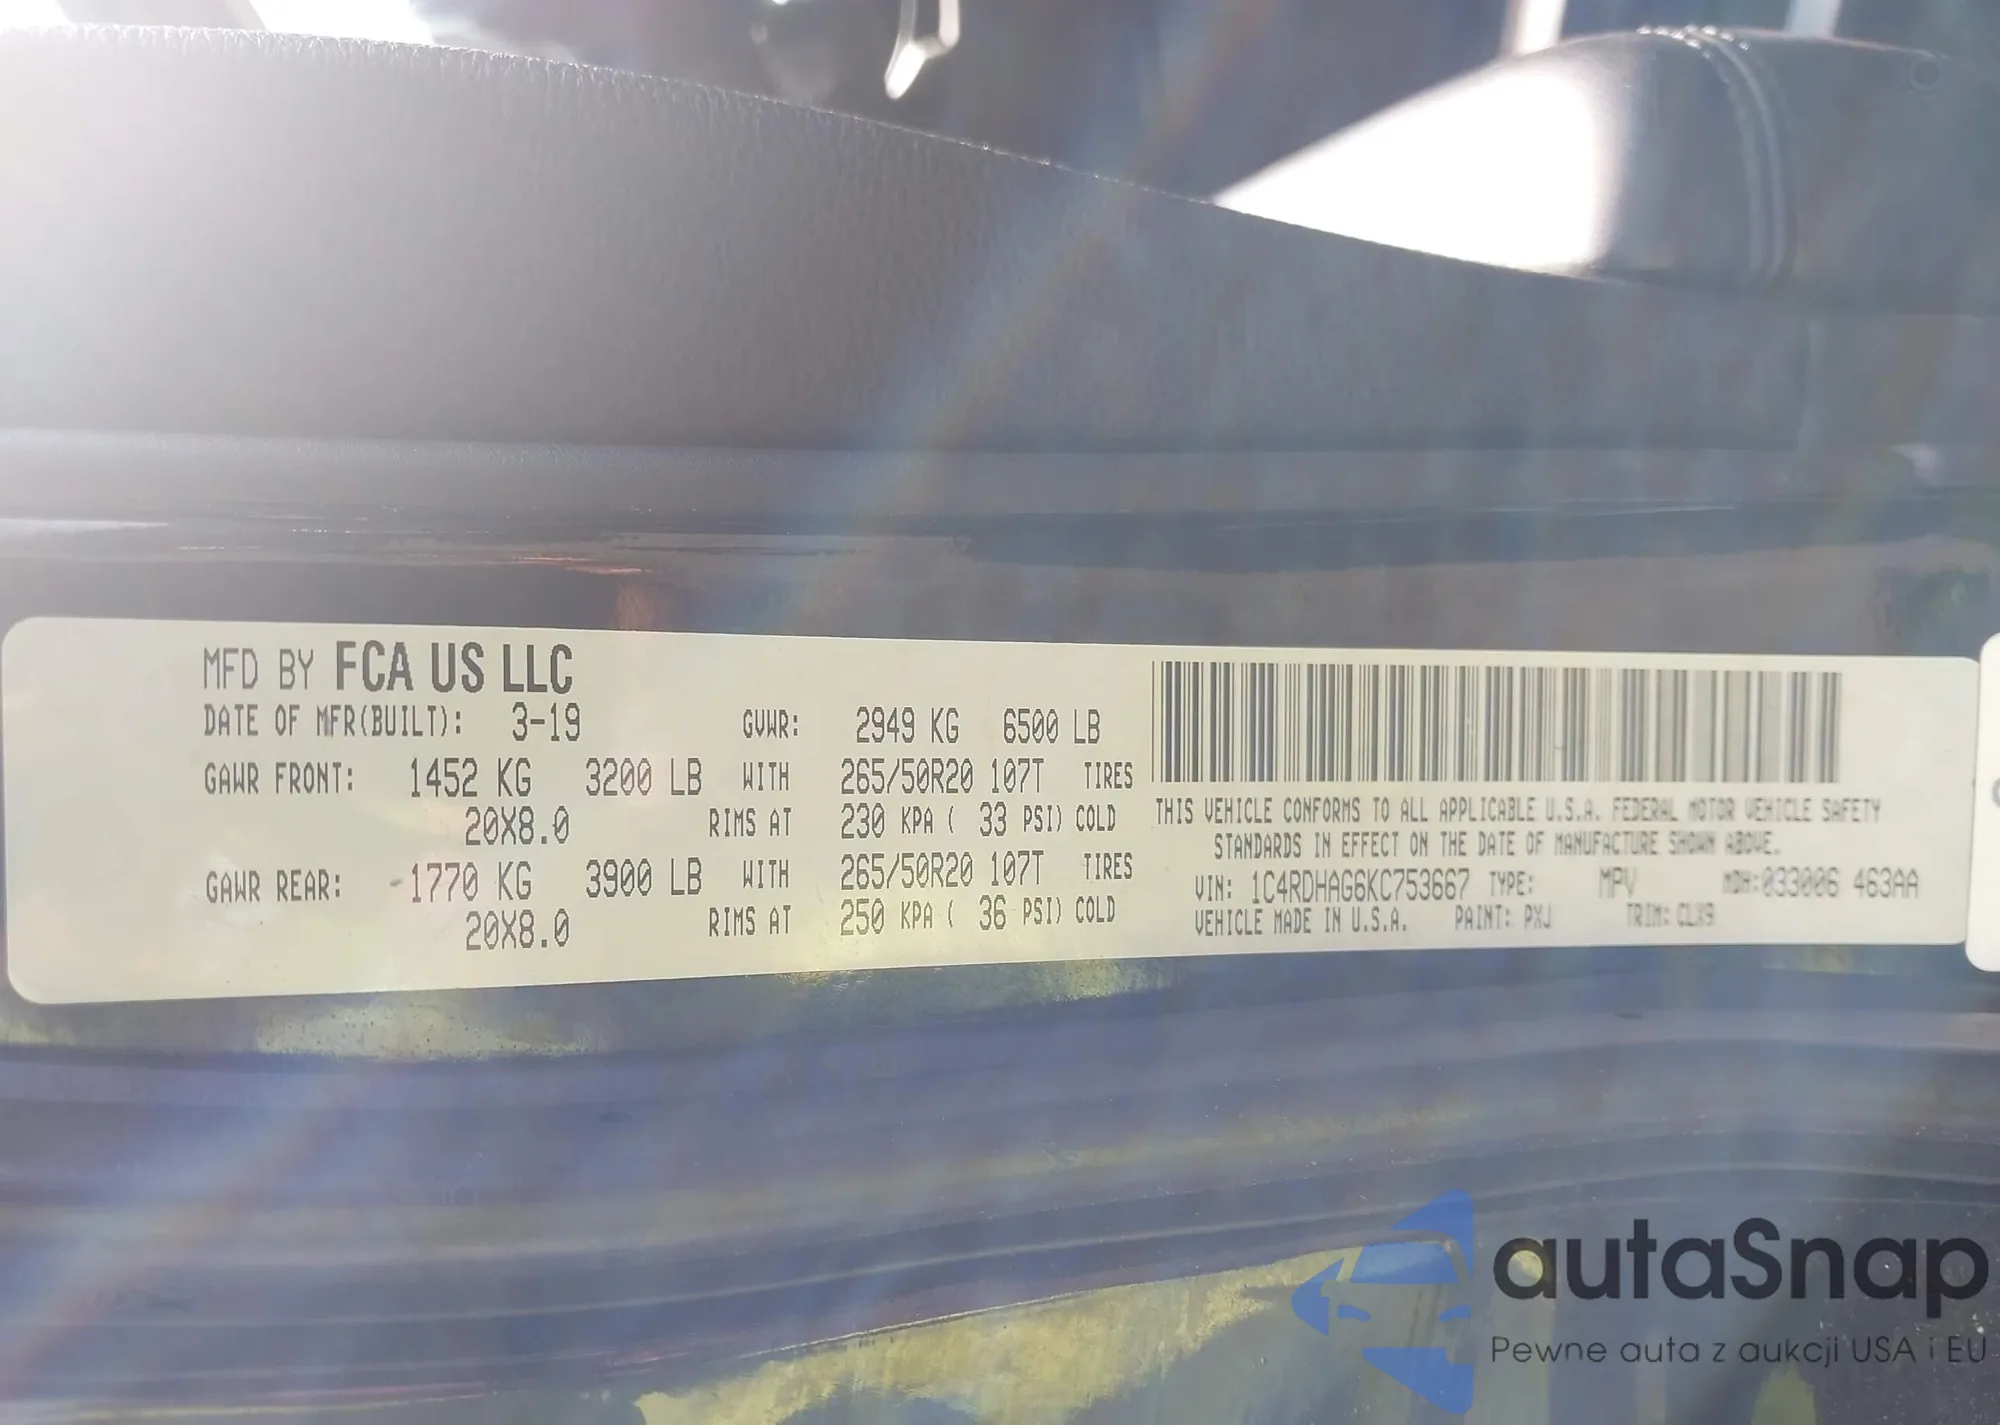 MFD BY FCA US LLC
DATE OF MFR(BUILT): 3-19 GVWR: 2949 KG 6500 LB
GAWR FRONT: 1452 KG 3200 LB WITH 265/50R20 107T TIRES
20X8.0 RIMS AT 230 KPA ( 33 PSI) COLD
GAWR REAR: 1770 KG 3900 LB WITH 265/50R20 107T TIRES
20X8.0 RIMS AT 250 KPA ( 36 PSI) COLD
THIS VEHICLE CONFORMS TO ALL APPLICABLE U.S.A. FEDERAL MOTOR VEHICLE SAFETY
STANDARDS IN EFFECT ON THE DATE OF MANUFACTURE SHOWN ABOVE.
VIN: 1C4RDHAG6KC753667 TYPE: MPV MDH:033006 463AA
VEHICLE MADE IN U.S.A. PAINT: PXJ TRIM: CLX9
autaSnap
Pewne auta z aukcji USA i EU